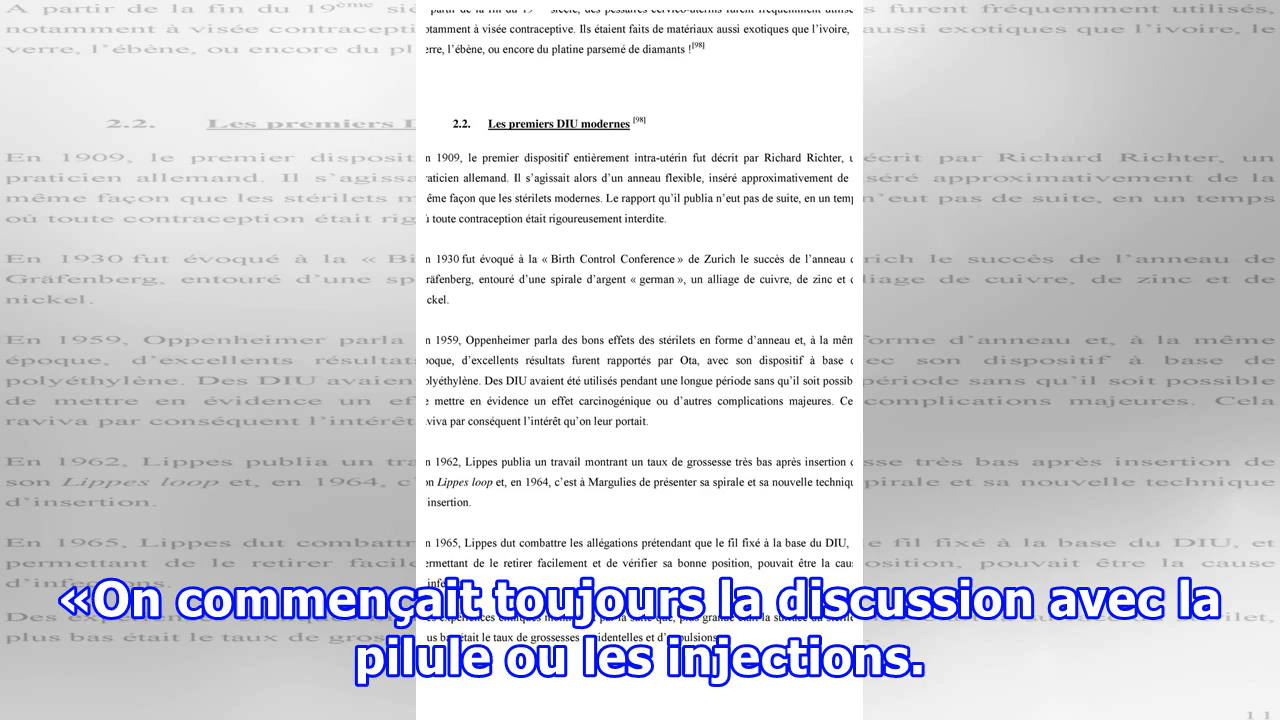 partir de la fin du 19ème siècle, des pessaires cervico-utérins furent fréquemment utilisé
otamment à visée contraceptive. Ils étaient faits de matériaux aussi exotiques que l’ivoire,
erre, l’ébène, ou encore du platine parsemé de diamants ![98]
2.2. Les premiers DIU modernes [98]
n 1909, le premier dispositif entièrement intra-utérin fut décrit par Richard Richter, u
raticien allemand. Il s’agissait alors d’un anneau flexible, inséré approximativement de
ême façon que les stérilets modernes. Le rapport qu’il publia n’eut pas de suite, en un temp
ù toute contraception était rigoureusement interdite.
n 1930 fut évoqué à la « Birth Control Conference » de Zurich le succès de l’anneau d
räfenberg, entouré d’une spirale d’argent « german », un alliage de cuivre, de zinc et d
ickel.
n 1959, Oppenheimer parla des bons effets des stérilets en forme d’anneau et, à la mêm
poque, d’excellents résultats furent rapportés par Ota, avec son dispositif à base d
olyéthylène. Des DIU avaient été utilisés pendant une longue période sans qu’il soit possib
e mettre en évidence un effet carcinogénique ou d’autres complications majeures. Ce
viva par conséquent l’intérêt qu’on leur portait.
n 1962, Lippes publia un travail montrant un taux de grossesse très bas après insertion d
on Lippes loop et, en 1964, c’est à Margulies de présenter sa spirale et sa nouvelle techniqu
’insertion.
n 1965, Lippes dut combattre les allégations prétendant que le fil fixé à la base du DIU,
ermettant de le retirer facilement et de vérifier sa bonne position, pouvait être la caus
«On commençait toujours la discussion avec la
pilule ou les injections.